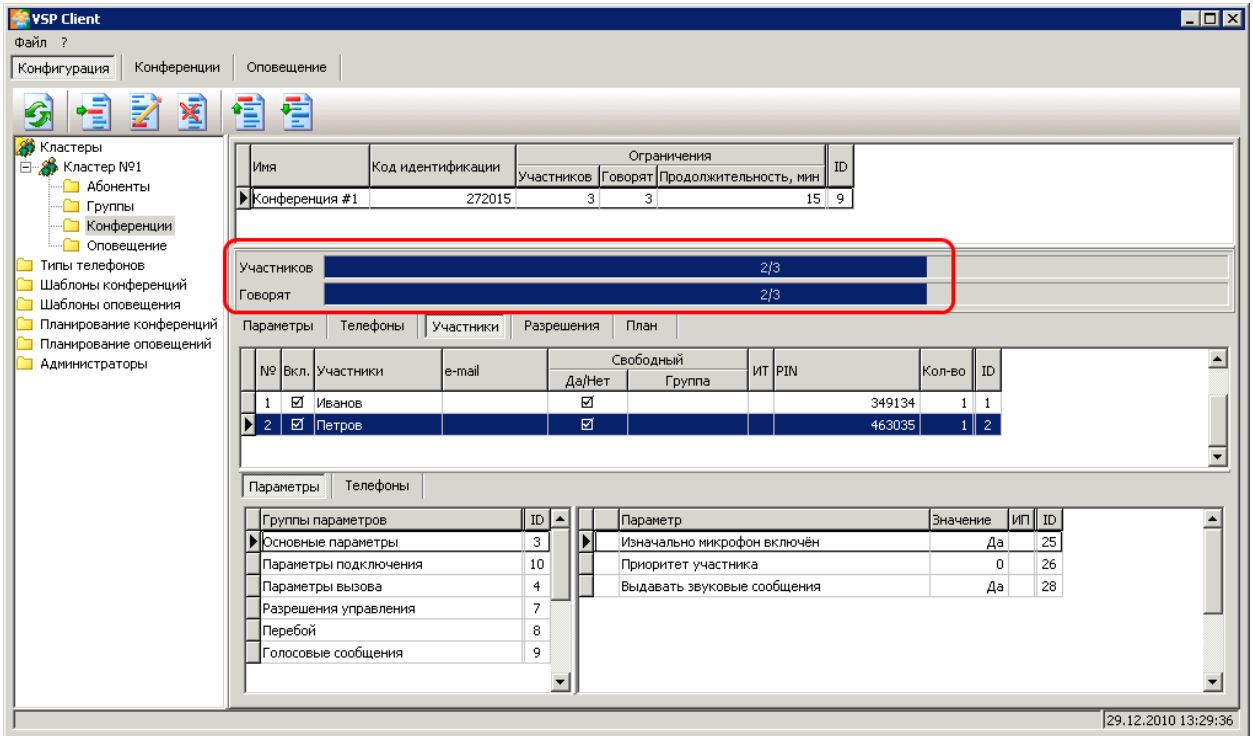 VSP Client
Файл ?
Конфигурация Конференции Оповещение
Кластеры
Кластер №1
Абоненты
Группы
Конференции
Оповещение
Типы телефонов
Шаблоны конференций
Шаблоны оповещения
Планирование конференций
Планирование оповещений
Администраторы
Имя Код идентификации Ограничения ID
Участников Говорят Продолжительность, мин
Конференция #1 272015 3 3 15 9
Участников 2/3
Говорят 2/3
Параметры Телефоны Участники Разрешения План
№ Вкл. Участники e-mail Свободный ИТ PIN Кол-во ID
Да/Нет Группа
1 Иванов 349134 1 1
2 Петров 463035 1 2
Параметры Телефоны
Группы параметров ID
Основные параметры 3
Параметры подключения 10
Параметры вызова 4
Разрешения управления 7
Перебой 8
Голосовые сообщения 9
Параметр Значение ИП ID
Изначально микрофон включён Да 25
Приоритет участника 0 26
Выдавать звуковые сообщения Да 28
29.12.2010 13:29:36